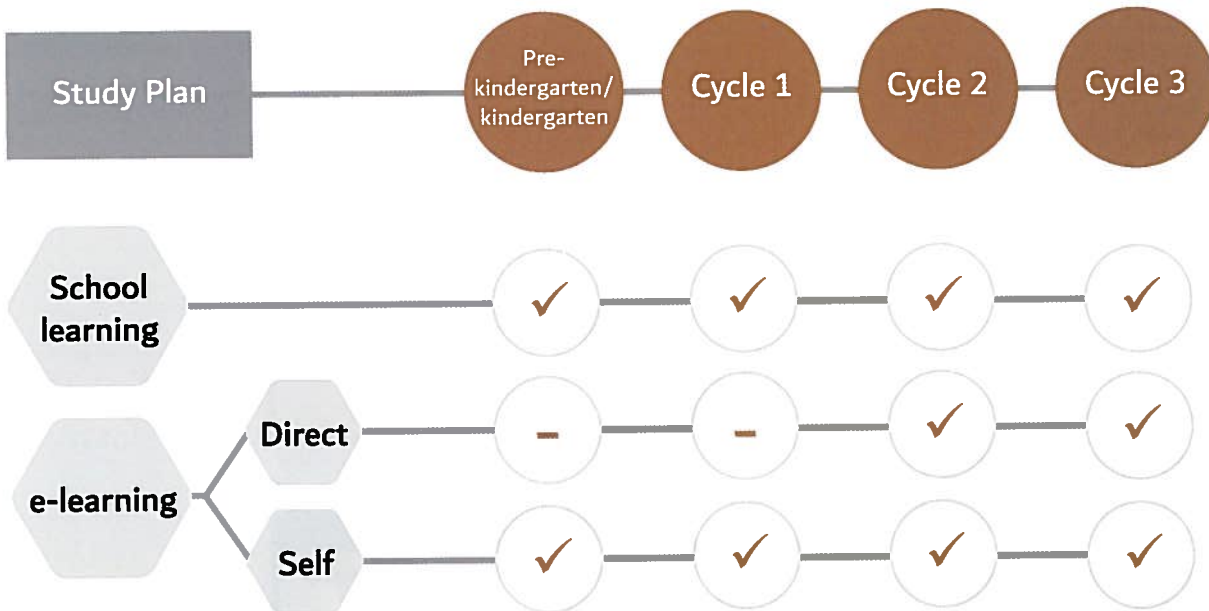 Study Plan
Pre-
kindergarten/
kindergarten
Cycle 1
Cycle 2
Cycle 3
School
learning
✓ ✓ ✓ ✓
e-learning
Direct
- - ✓ ✓
Self
✓ ✓ ✓ ✓